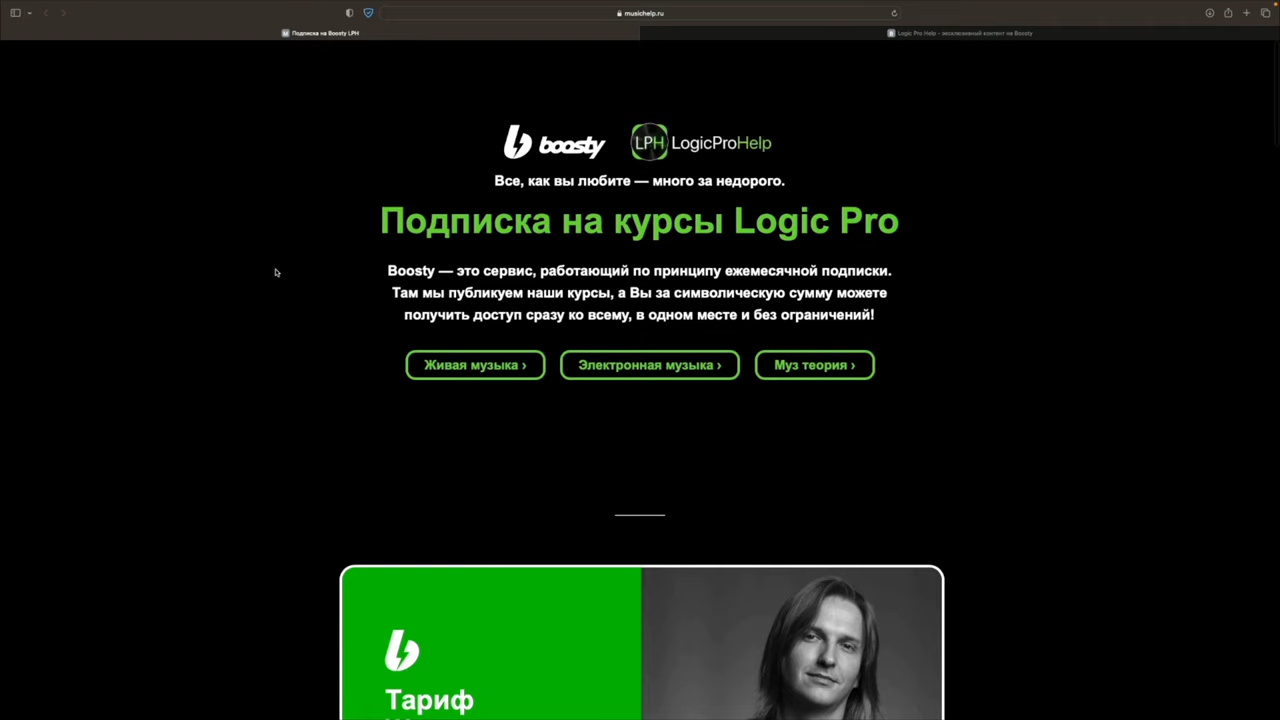 musichelp.ru
M Подписка на Boosty LPH
B Logic Pro Help - эксклюзивный контент на Boosty
boosty LPH LogicProHelp
Все, как вы любите — много за недорого.
Подписка на курсы Logic Pro
Boosty — это сервис, работающий по принципу ежемесячной подписки.
Там мы публикуем наши курсы, а Вы за символическую сумму можете
получить доступ сразу ко всему, в одном месте и без ограничений!
Живая музыка ›
Электронная музыка ›
Муз теория ›
Тариф